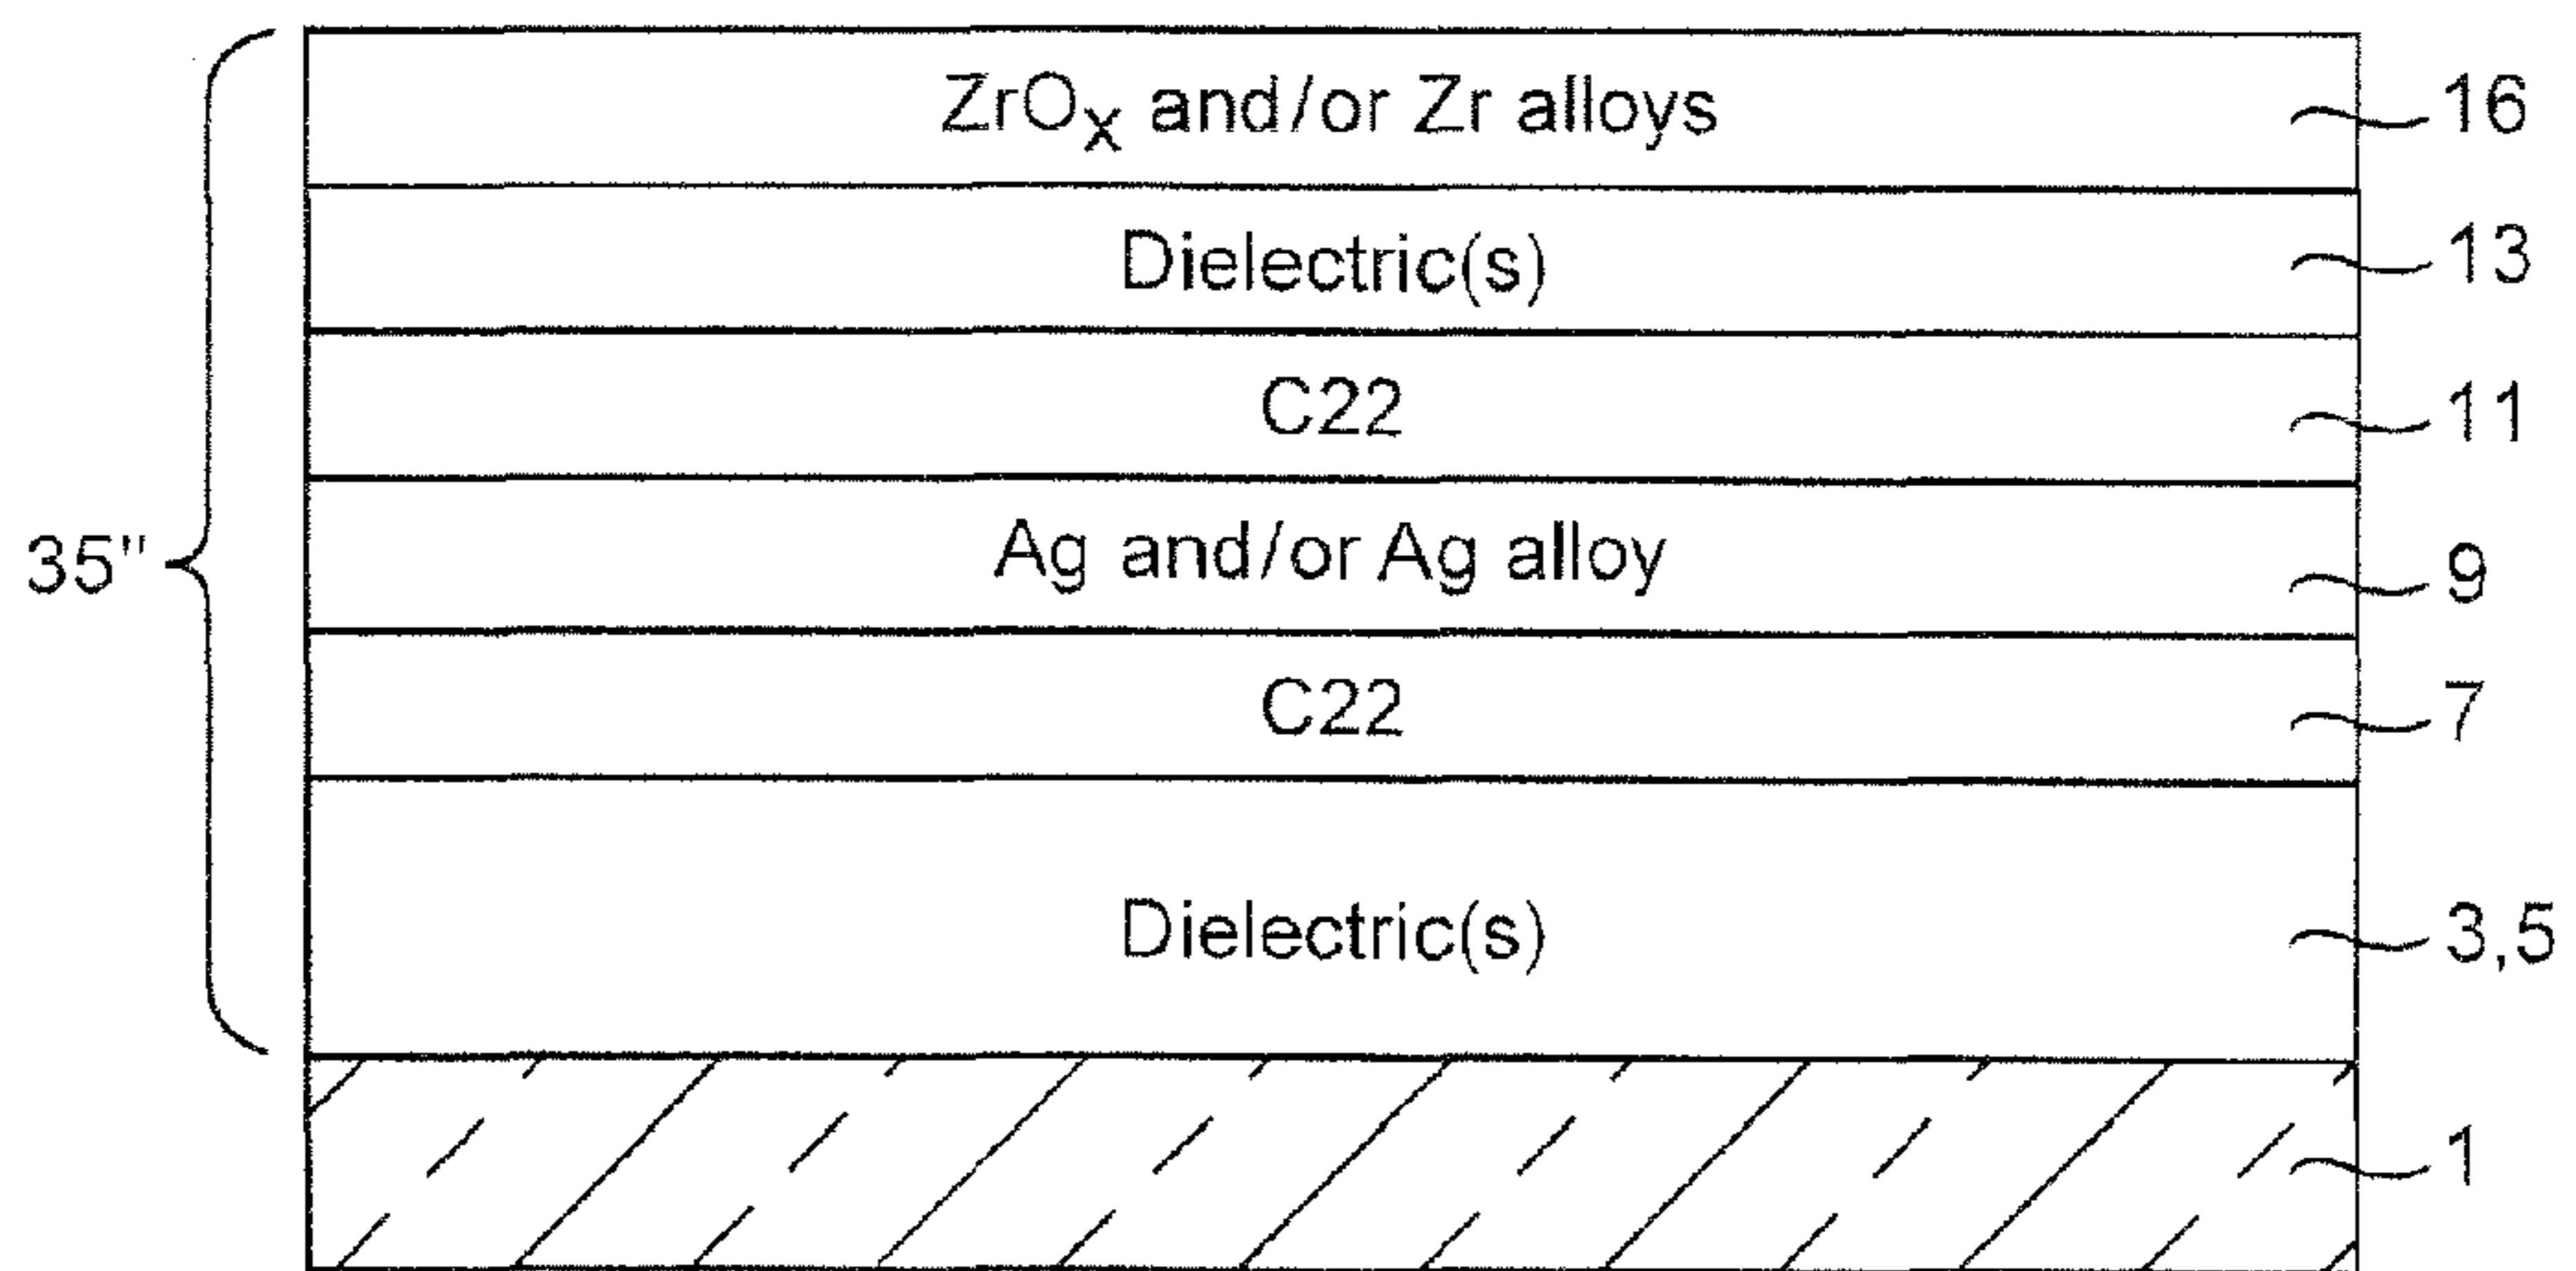 ZrOx and/or Zr alloys 16
Dielectric(s) 13
C22 11
Ag and/or Ag alloy 9
35"
C22 7
Dielectric(s) 3,5
1